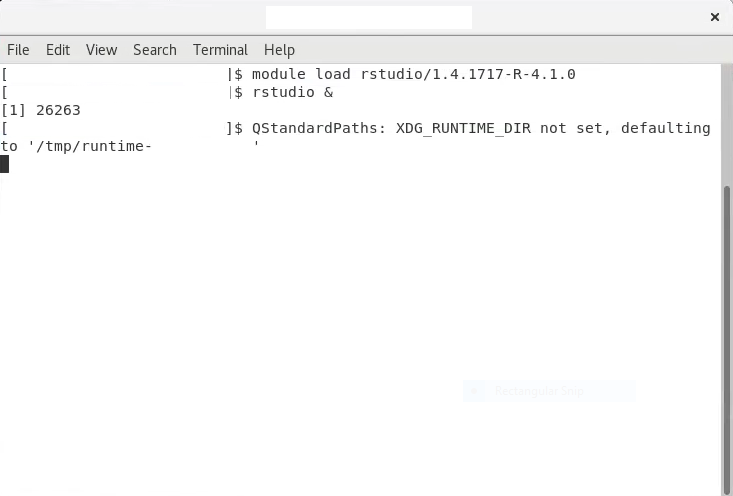 ×
File Edit View Search Terminal Help
[ ]$ module load rstudio/1.4.1717-R-4.1.0
[ ]$ rstudio &
[1] 26263
[ ]$ QStandardPaths: XDG_RUNTIME_DIR not set, defaulting
to '/tmp/runtime- '
Rectangular Snip